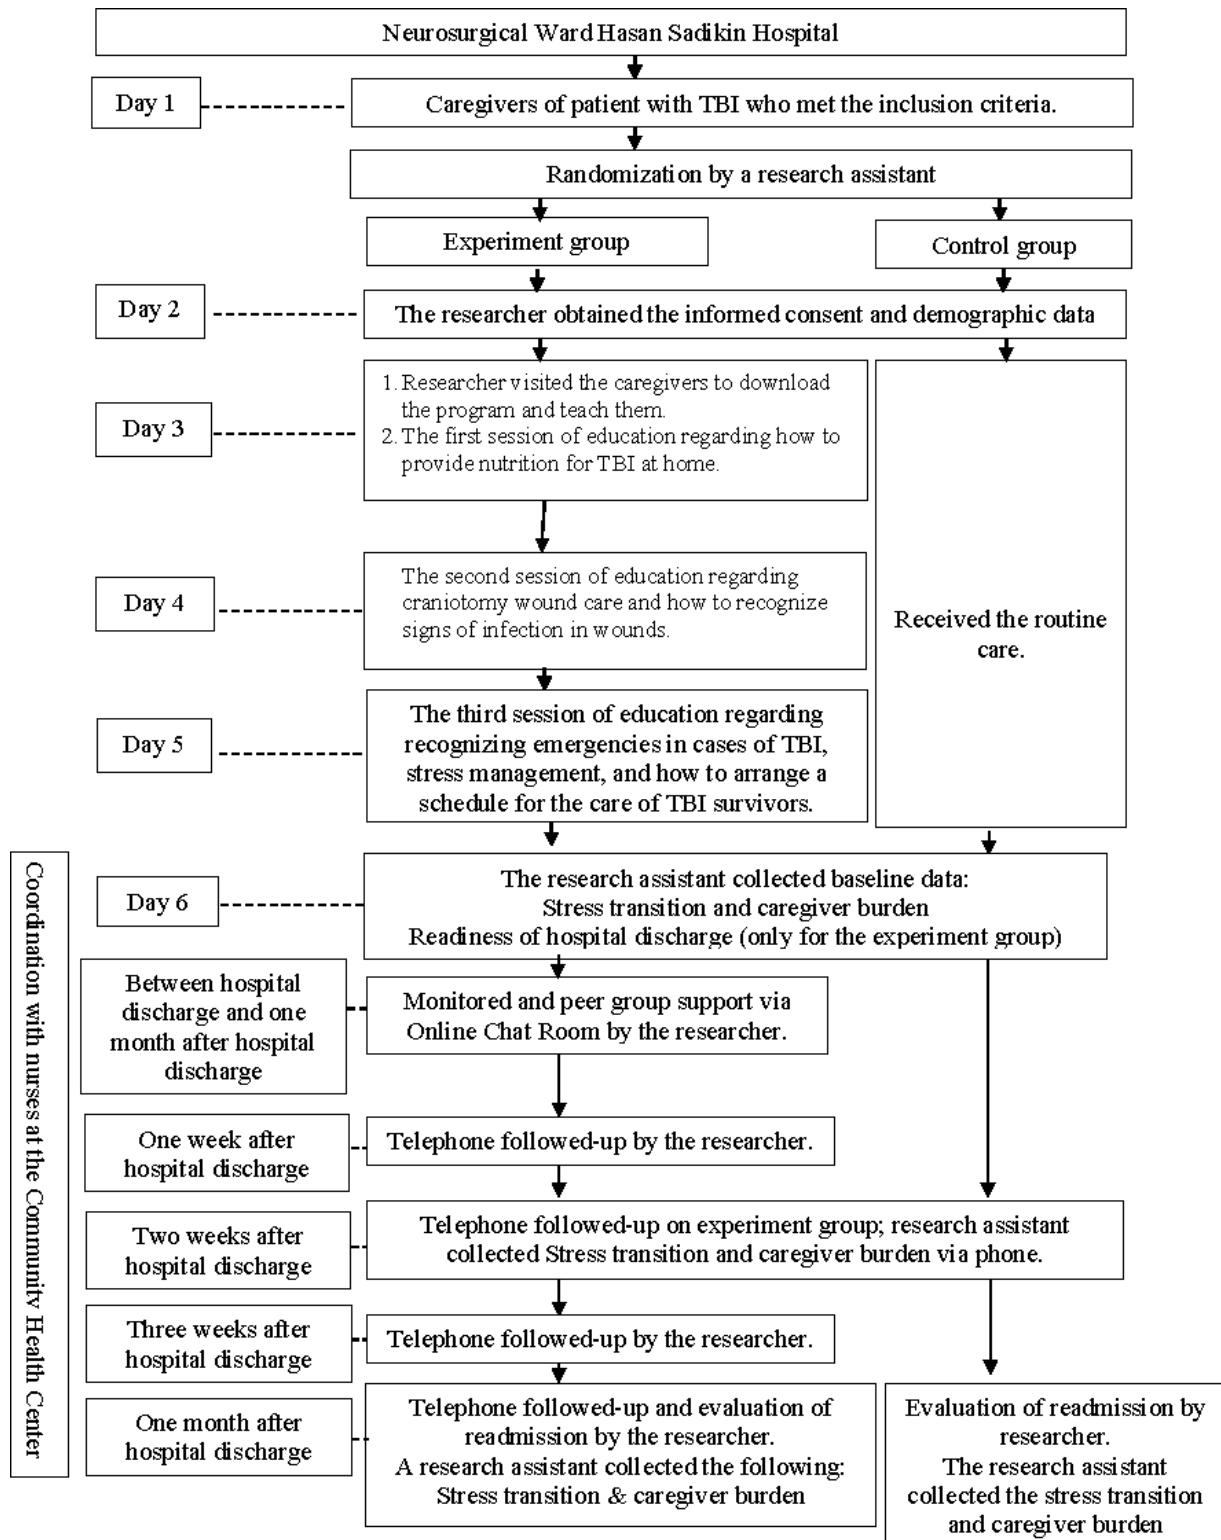 Neurosurgical Ward Hasan Sadikin Hospital
Day 1
Caregivers of patient with TBI who met the inclusion criteria.
Randomization by a research assistant
Experiment group
Control group
Day 2
The researcher obtained the informed consent and demographic data
Day 3
1. Researcher visited the caregivers to download
the program and teach them.
2. The first session of education regarding how to
provide nutrition for TBI at home.
Day 4
The second session of education regarding
craniotomy wound care and how to recognize
signs of infection in wounds.
Received the routine
care.
Day 5
The third session of education regarding
recognizing emergencies in cases of TBI,
stress management, and how to arrange a
schedule for the care of TBI survivors.
Coordination with nurses at the Community Health Center
Day 6
The research assistant collected baseline data:
Stress transition and caregiver burden
Readiness of hospital discharge (only for the experiment group)
Between hospital
discharge and one
month after hospital
discharge
Monitored and peer group support via
Online Chat Room by the researcher.
One week after
hospital discharge
Telephone followed-up by the researcher.
Two weeks after
hospital discharge
Telephone followed-up on experiment group; research assistant
collected Stress transition and caregiver burden via phone.
Three weeks after
hospital discharge
Telephone followed-up by the researcher.
One month after
hospital discharge
Telephone followed-up and evaluation of
readmission by the researcher.
A research assistant collected the following:
Stress transition & caregiver burden
Evaluation of readmission by
researcher.
The research assistant
collected the stress transition
and caregiver burden